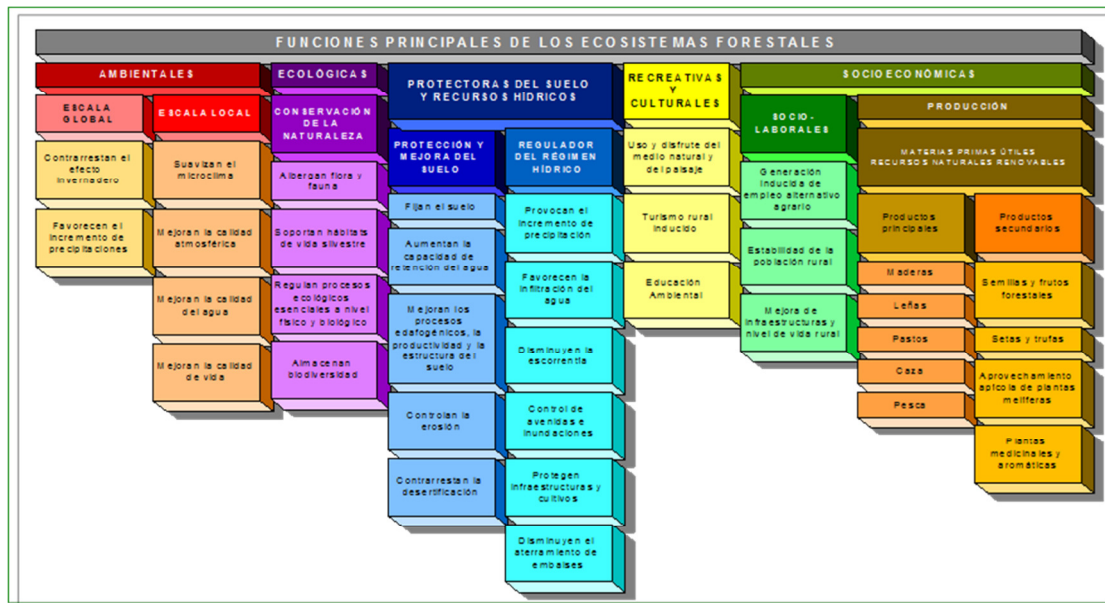 FUNCIONES PRINCIPALES DE LOS ECOSISTEMAS FORESTALES
AMBIENTALES
ESCALA
GLOBAL
Contrarrestan el
efecto
invernadero
Favorecen el
incremento de
precipitaciones
ESCALA LOCAL
Suavizan el
microclima
Mejoran la calidad
atmosférica
Mejoran la calidad
del agua
Mejoran la calidad
de vida
ECOLÓGICAS
CONSERVACIÓN
DE LA
NATURALEZA
Albergan flora y
fauna
Soportan hábitats
de vida silvestre
Regulan procesos
ecológicos
esenciales a nivel
físico y biológico
Almacenan
biodiversidad
PROTECTORAS DEL SUELO
Y RECURSOS HÍDRICOS
PROTECCIÓN Y
MEJORA DEL
SUELO
Fijan el suelo
Aumentan la
capacidad de
retención del agua
Mejoran los
procesos
edafogénicos, la
productividad y la
estructura del
suelo
Controlan la
erosión
Contrarrestan la
desertificación
REGULADOR
DEL RÉGIMEN
HÍDRICO
Provocan el
incremento de
precipitación
Favorecen la
infiltración del
agua
Disminuyen la
escorrentía
Control de
avenidas e
inundaciones
Protegen
infraestructuras y
cultivos
Disminuyen el
aterramiento de
embalses
RECREATIVAS
Y
CULTURALES
Uso y disfrute del
medio natural y
del paisaje
Turismo rural
inducido
Educación
Ambiental
SOCIOECONÓMICAS
SOCIO-
LABORALES
Generación
inducida de
empleo alternativo
agrario
Estabilidad de la
población rural
Mejora de
infraestructuras y
nivel de vida rural
PRODUCCIÓN
MATERIAS PRIMAS ÚTILES
RECURSOS NATURALES RENOVABLES
Productos
principales
Maderas
Leñas
Pastos
Caza
Pesca
Productos
secundarios
Semillas y frutos
forestales
Setas y trufas
Aprovechamiento
apícola de plantas
melíferas
Plantas
medicinales y
aromáticas